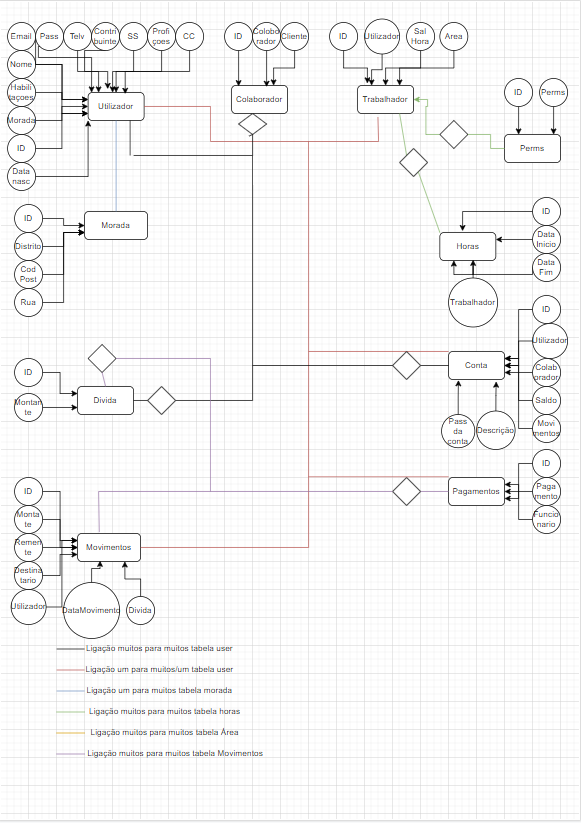 Email
Pass
Telv
Contri
buinte
SS
Profi
çoes
CC
ID
Colobo
rador
Cliente
ID
Utilizador
Sal
Hora
Area
Nome
Habili
taçoes
Morada
ID
Data
nasc
Utilizador
Colaborador
Trabalhador
ID
Perms
Perms
ID
Distrito
Cod
Post
Rua
Morada
Horas
ID
Data
Inicio
Data
Fim
Trabalhador
ID
Montan
te
Divida
Conta
ID
Utilizador
Colab
orador
Saldo
Movi
mentos
Pass
da
conta
Descrição
ID
Monta
te
Remen
te
Destina
tario
Utilizador
Movimentos
DataMovimento
Divida
Pagamentos
ID
Paga
mento
Funcio
nario
Ligação muitos para muitos tabela user
Ligação um para muitos/um tabela user
Ligação um para muitos tabela morada
Ligação muitos para muitos tabela horas
Ligação muitos para muitos tabela Área
Ligação muitos para muitos tabela Movimentos